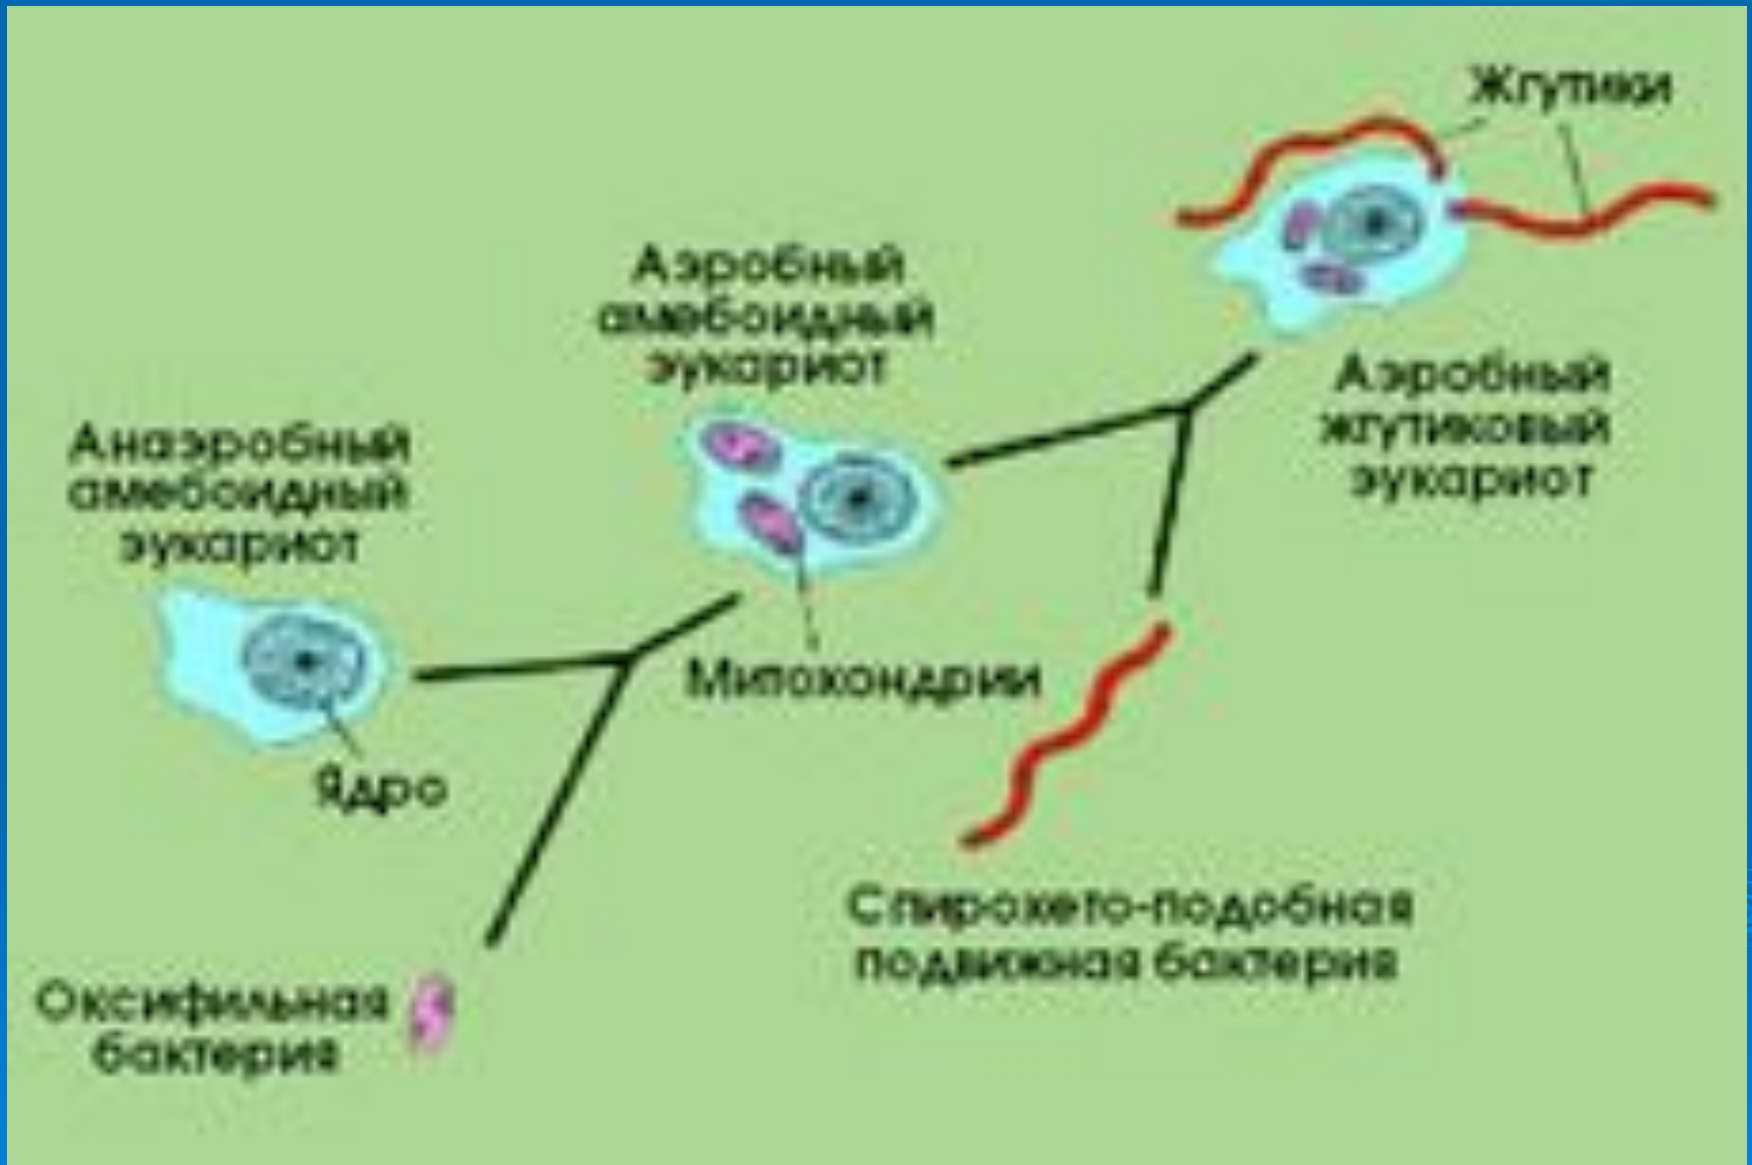 Жгутики
Аэробный
амебоидный
эукариот
Аэробный
жгутиковый
эукариот
Анаэробный
амебоидный
эукариот
Митохондрии
Ядро
Спирохето-подобная
подвижная бактерия
Оксифильная
бактерия